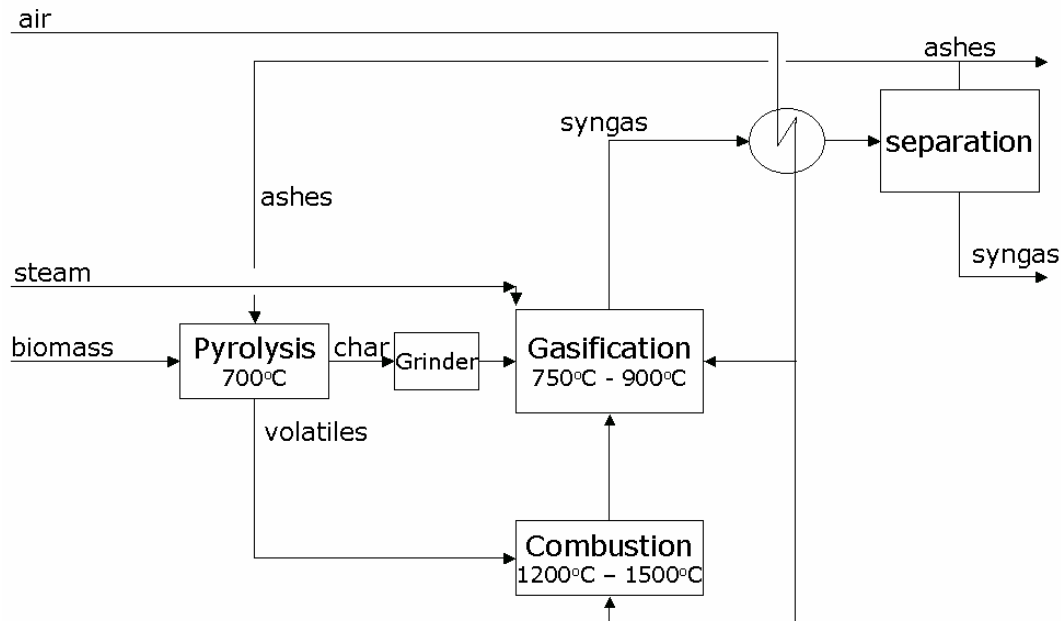 air
ashes
syngas
separation
ashes
syngas
steam
biomass
Pyrolysis
700°C
char
Grinder
Gasification
750°C - 900°C
volatiles
Combustion
1200°C – 1500°C